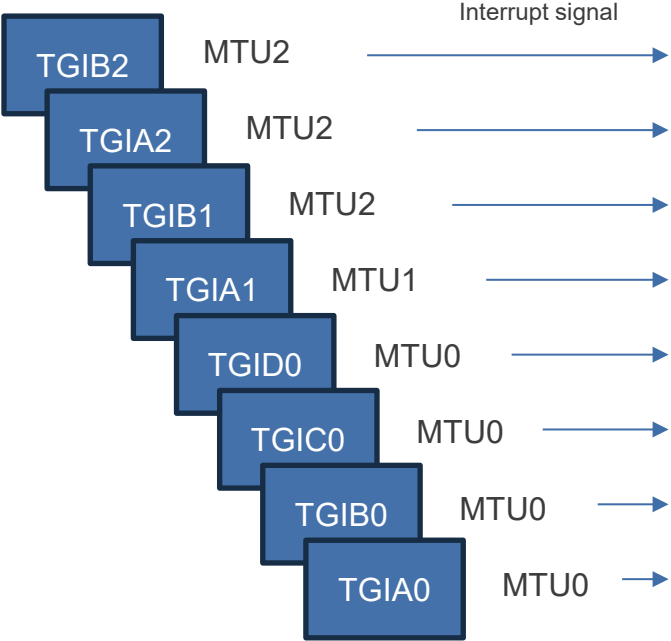 Interrupt signal
TGIB2 MTU2
TGIA2 MTU2
TGIB1 MTU2
TGIA1 MTU1
TGID0 MTU0
TGIC0 MTU0
TGIB0 MTU0
TGIA0 MTU0